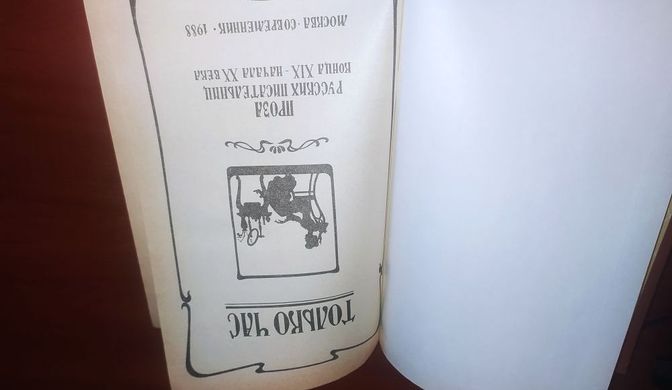 ТОЛЬКО ЧАС
ПРОЗА
РУССКИХ ПИСАТЕЛЬНИЦ
КОНЦА XIX - НАЧАЛА XX ВЕКА
МОСКВА · СОВРЕМЕННИК · 1988